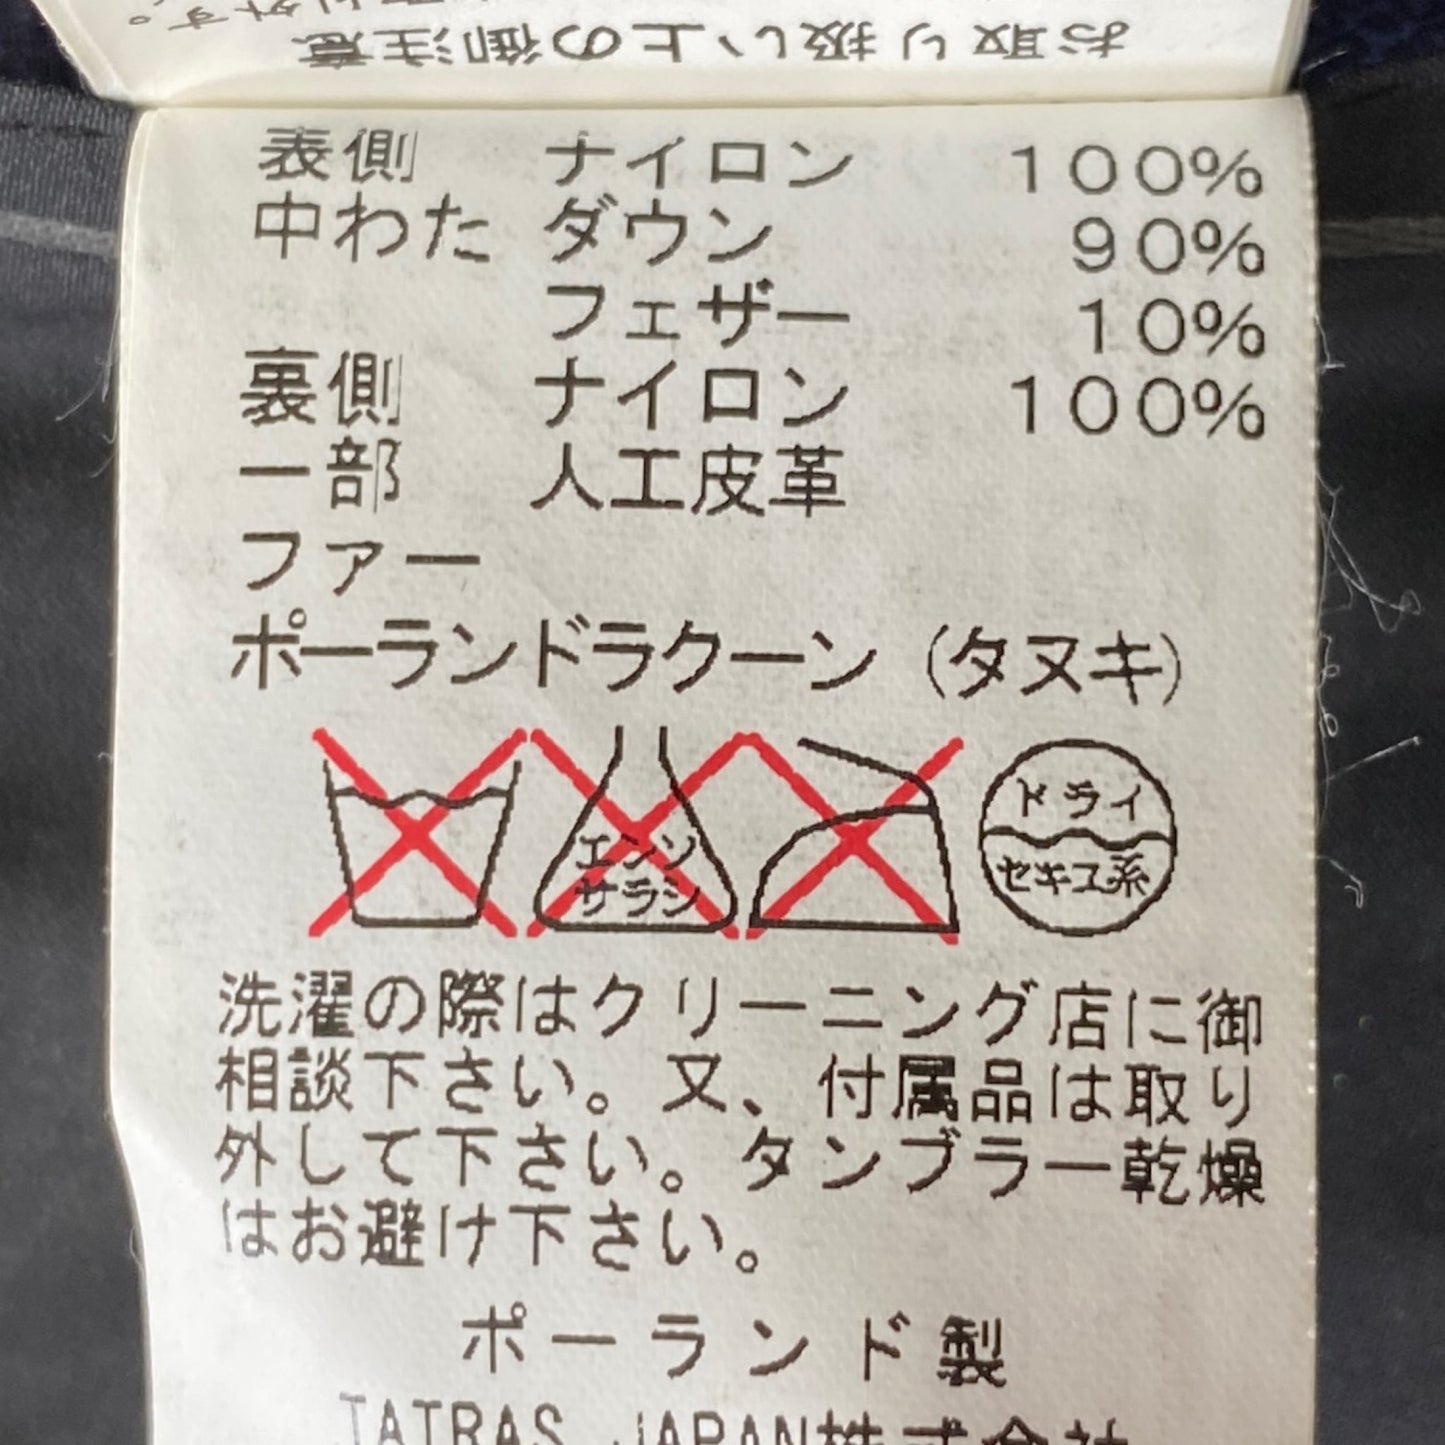 お取り扱い上の御注意
表側 ナイロン 100%
中わた ダウン 90%
フェザー 10%
裏側 ナイロン 100%
一部 人工皮革
ファー
ポーランドラクーン (タヌキ)
エンソ
サラシ
ドライ
セキユ系
洗濯の際はクリーニング店に御
相談下さい。又、付属品は取り
外して下さい。タンブラー乾燥
はお避け下さい。
ポーランド製
TATRAS JAPAN株式会社